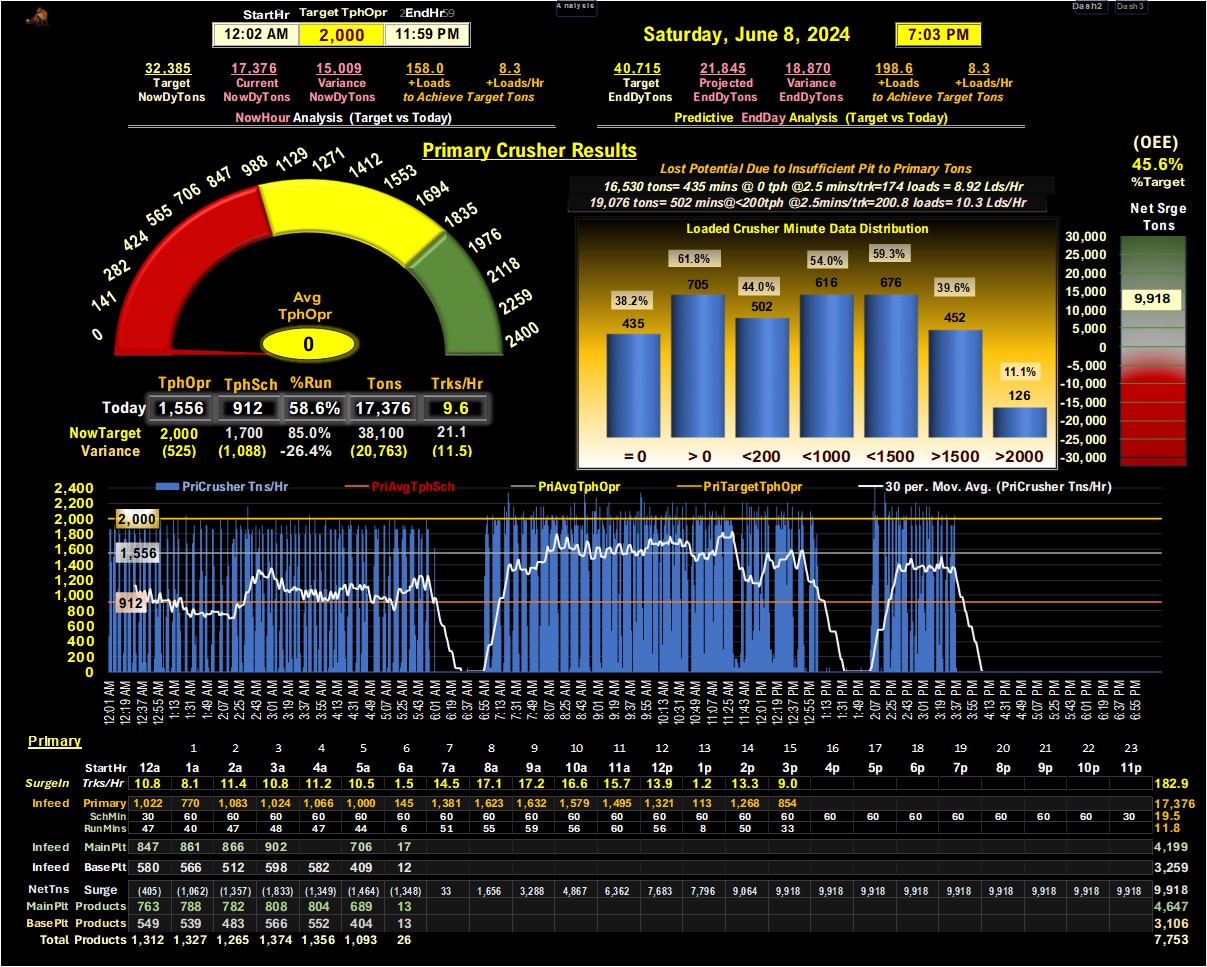 Analysis
Dash2 Dash3
StartHr Target TphOpr EndHr
12:02 AM 2,000 11:59 PM
Saturday, June 8, 2024 7:03 PM
32,385 17,376 15,009 158.0 8.3
Target Current Variance +Loads +Loads/Hr
NowDyTons NowDyTons NowDyTons to Achieve Target Tons
NowHour Analysis (Target vs Today)
40,715 21,845 18,870 198.6 8.3
Target Projected Variance +Loads +Loads/Hr
EndDyTons EndDyTons EndDyTons to Achieve Target Tons
Predictive EndDay Analysis (Target vs Today)
Primary Crusher Results
0 141 282 424 565 706 847 988 1129 1271 1412 1553 1694 1835 1976 2118 2259 2400
Avg
TphOpr
0
TphOpr TphSch %Run Tons Trks/Hr
Today 1,556 912 58.6% 17,376 9.6
NowTarget 2,000 1,700 85.0% 38,100 21.1
Variance (525) (1,088) -26.4% (20,763) (11.5)
Lost Potential Due to Insufficient Pit to Primary Tons
16,530 tons= 435 mins @ 0 tph @2.5 mins/trk=174 loads = 8.92 Lds/Hr
19,076 tons= 502 mins@<200tph @2.5mins/trk=200.8 loads= 10.3 Lds/Hr
Loaded Crusher Minute Data Distribution
38.2% 61.8% 44.0% 54.0% 59.3% 39.6% 11.1%
435 705 502 616 676 452 126
= 0 > 0 <200 <1000 <1500 >1500 >2000
(OEE)
45.6%
%Target
Net Srge
Tons
30,000
25,000
20,000
15,000
9,918
10,000
5,000
0
-5,000
-10,000
-15,000
-20,000
-25,000
-30,000
PriCrusher Tns/Hr PriAvgTphSch PriAvgTphOpr PriTargetTphOpr 30 per. Mov. Avg. (PriCrusher Tns/Hr)
2,400
2,200
2,000
1,800
1,600
1,400
1,200
1,000
800
600
400
200
0
2,000
1,556
912
12:01 AM 12:19 AM 12:37 AM 12:55 AM 1:13 AM 1:31 AM 1:49 AM 2:07 AM 2:25 AM 2:43 AM 3:01 AM 3:19 AM 3:37 AM 3:55 AM 4:13 AM 4:31 AM 4:49 AM 5:07 AM 5:25 AM 5:43 AM 6:01 AM 6:19 AM 6:37 AM 6:55 AM 7:13 AM 7:31 AM 7:49 AM 8:07 AM 8:25 AM 8:43 AM 9:01 AM 9:19 AM 9:37 AM 9:55 AM 10:13 AM 10:31 AM 10:49 AM 11:07 AM 11:25 AM 11:43 AM 12:01 PM 12:19 PM 12:37 PM 12:55 PM 1:13 PM 1:31 PM 1:49 PM 2:07 PM 2:25 PM 2:43 PM 3:01 PM 3:19 PM 3:37 PM 3:55 PM 4:13 PM 4:31 PM 4:49 PM 5:07 PM 5:25 PM 5:43 PM 6:01 PM 6:19 PM 6:37 PM 6:55 PM
Primary
1 2 3 4 5 6 7 8 9 10 11 12 13 14 15 16 17 18 19 20 21 22 23
StartHr 12a 1a 2a 3a 4a 5a 6a 7a 8a 9a 10a 11a 12p 1p 2p 3p 4p 5p 6p 7p 8p 9p 10p 11p
SurgeIn Trks/Hr 10.8 8.1 11.4 10.8 11.2 10.5 1.5 14.5 17.1 17.2 16.6 15.7 13.9 1.2 13.3 9.0 182.9
Infeed Primary 1,022 770 1,083 1,024 1,066 1,000 145 1,381 1,623 1,632 1,579 1,495 1,321 113 1,268 854 17,376
SchMin 30 60 60 60 60 60 60 60 60 60 60 60 60 60 60 60 60 60 60 60 60 60 60 30 19.5
RunMins 47 40 47 48 47 44 6 51 55 59 56 60 56 8 50 33 11.8
Infeed MainPlt 847 861 866 902 706 17 4,199
Infeed BasePlt 580 566 512 598 582 409 12 3,259
NetTns Surge (405) (1,062) (1,357) (1,833) (1,349) (1,464) (1,348) 33 1,656 3,288 4,867 6,362 7,683 7,796 9,064 9,918 9,918 9,918 9,918 9,918 9,918 9,918 9,918 9,918 9,918
MainPlt Products 763 788 782 808 804 689 13 4,647
BasePlt Products 549 539 483 566 552 404 13 3,106
Total Products 1,312 1,327 1,265 1,374 1,356 1,093 26 7,753